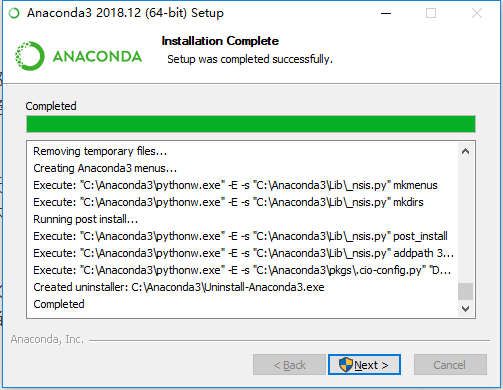 Anaconda3 2018.12 (64-bit) Setup
ANACONDA
Installation Complete
Setup was completed successfully.
Completed
Removing temporary files...
Creating Anaconda3 menus...
Execute: "C:\Anaconda3\pythonw.exe" -E -s "C:\Anaconda3\Lib\_nsis.py" mkmenus
Execute: "C:\Anaconda3\pythonw.exe" -E -s "C:\Anaconda3\Lib\_nsis.py" mkdirs
Running post install...
Execute: "C:\Anaconda3\pythonw.exe" -E -s "C:\Anaconda3\Lib\_nsis.py" post_install
Execute: "C:\Anaconda3\pythonw.exe" -E -s "C:\Anaconda3\Lib\_nsis.py" addpath 3...
Execute: "C:\Anaconda3\pythonw.exe" -E -s "C:\Anaconda3\pkgs\.cio-config.py" "D...
Created uninstaller: C:\Anaconda3\Uninstall-Anaconda3.exe
Completed
Anaconda, Inc.
< Back
Next >
Cancel